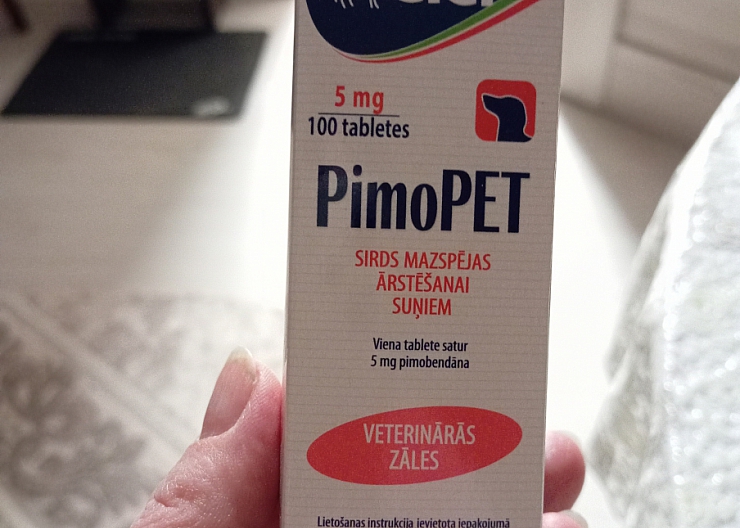 5 mg
100 tabletes
PimoPET
SIRDS MAZSPĒJAS
ĀRSTĒŠANAI
SUŅIEM
Viena tablete satur
5 mg pimobendāna
VETERINĀRĀS
ZĀLES
Lietošanas instrukcija ievietota iepakojumā